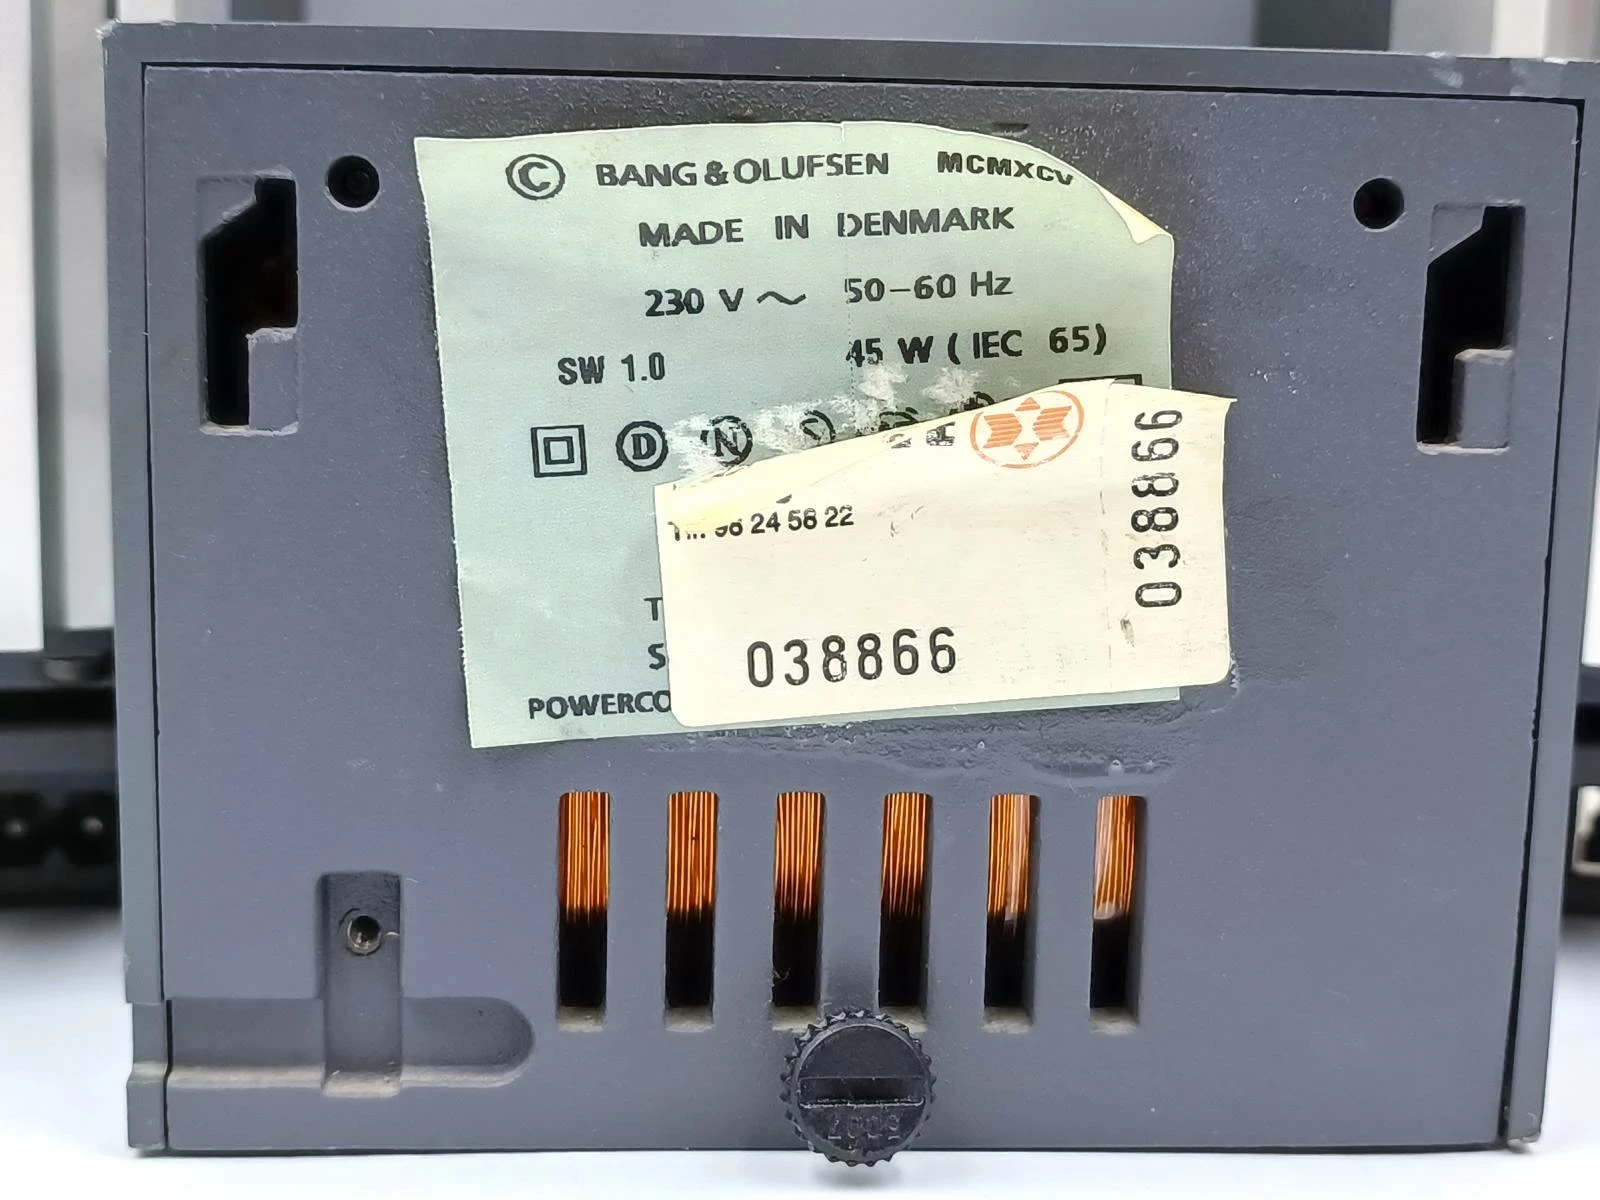 © BANG & OLUFSEN MCMXCV
MADE IN DENMARK
230 V ~ 50–60 Hz
SW 1.0 45 W ( IEC 65)
D N
98 24 58 22
038866
038866